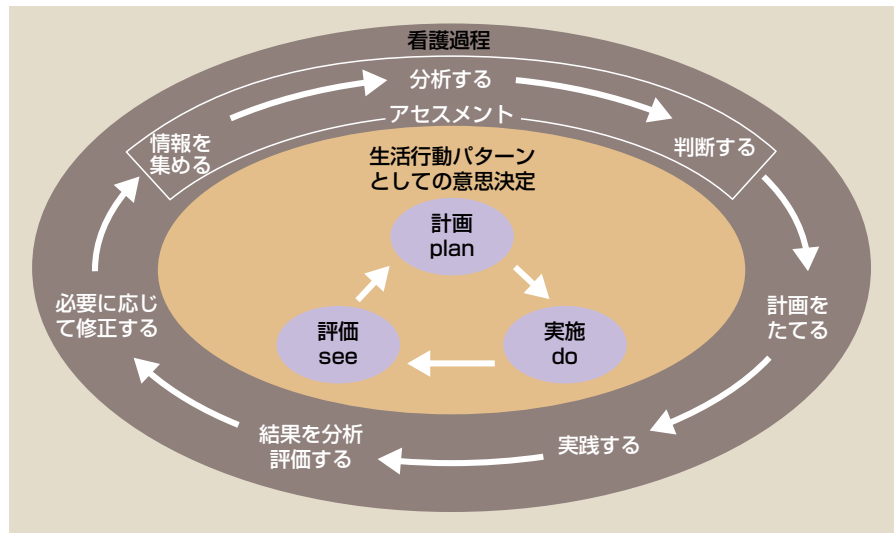 看護過程
分析する
アセスメント
情報を
集める
判断する
生活行動パターン
としての意思決定
計画
plan
評価
see
実施
do
必要に応じ
て修正する
計画を
たてる
結果を分析
評価する
実践する